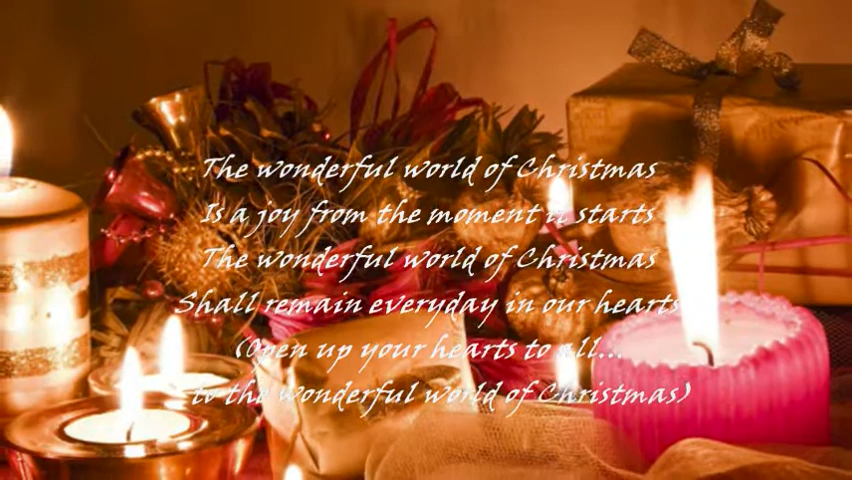 The wonderful world of Christmas
Is a joy from the moment it starts
The wonderful world of Christmas
Shall remain everyday in our hearts
(Open up your hearts to all...
to the wonderful world of Christmas)